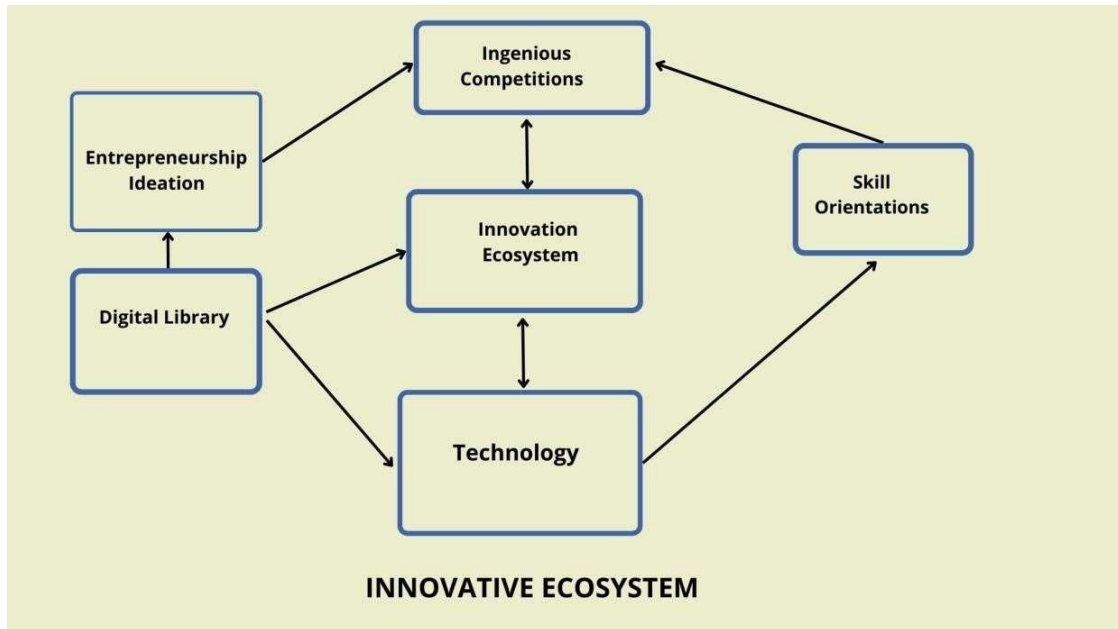 Ingenious
Competitions
Entrepreneurship
Ideation
Skill
Orientations
Innovation
Ecosystem
Digital Library
Technology
INNOVATIVE ECOSYSTEM